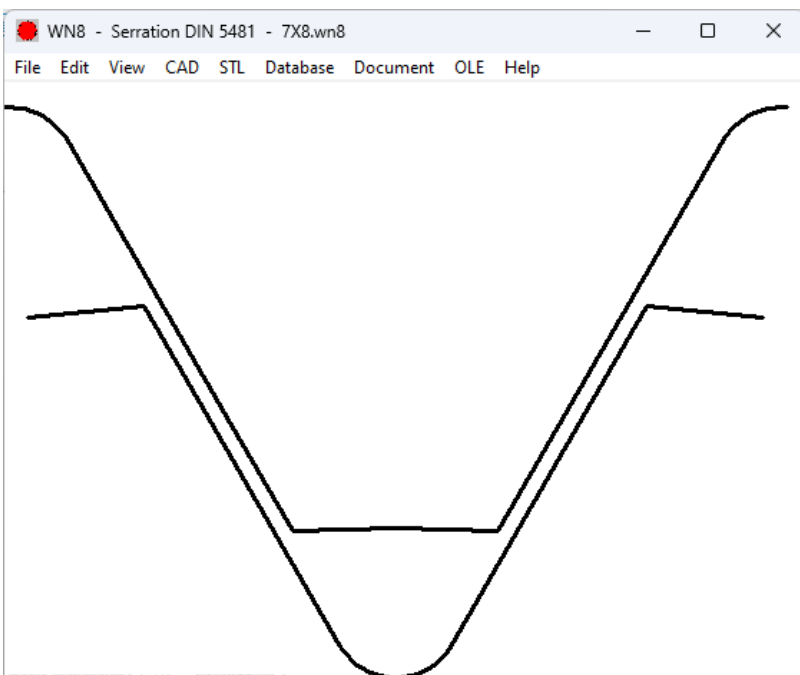 WN8 - Serration DIN 5481 - 7X8.wn8
File Edit View CAD STL Database Document OLE Help